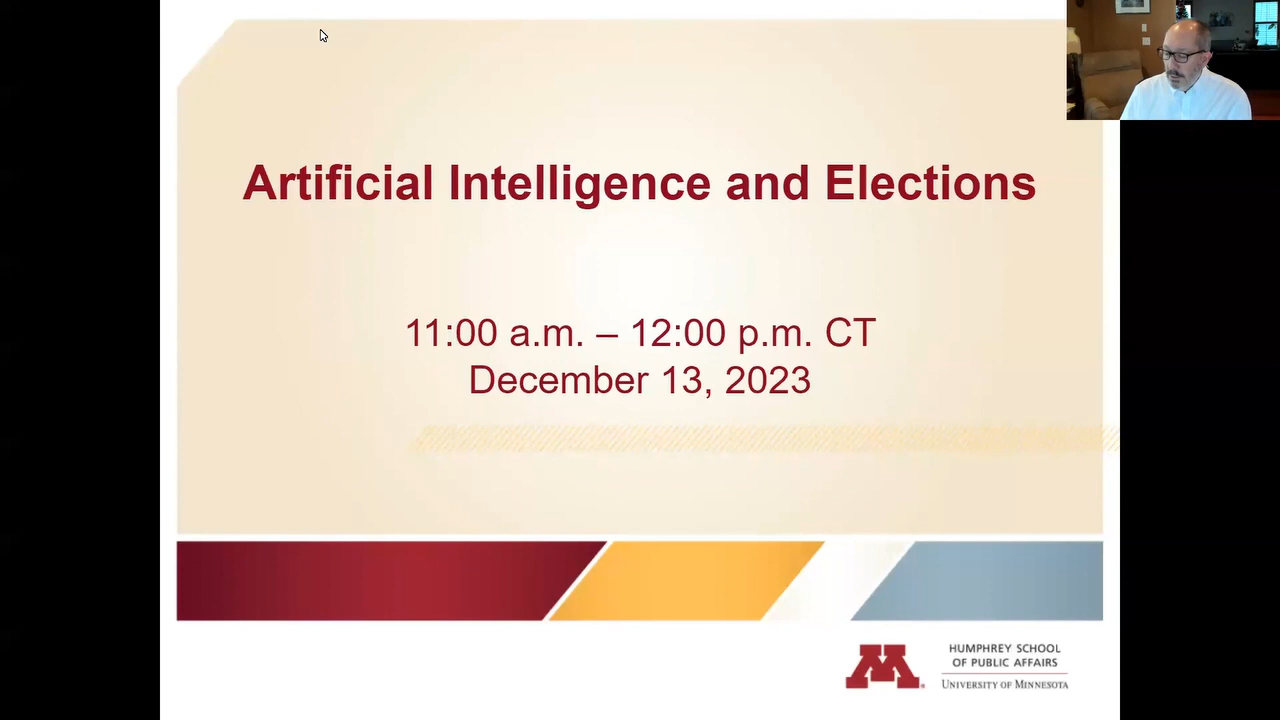 Artificial Intelligence and Elections
11:00 a.m. – 12:00 p.m. CT
December 13, 2023
M
HUMPHREY SCHOOL
OF PUBLIC AFFAIRS
UNIVERSITY OF MINNESOTA